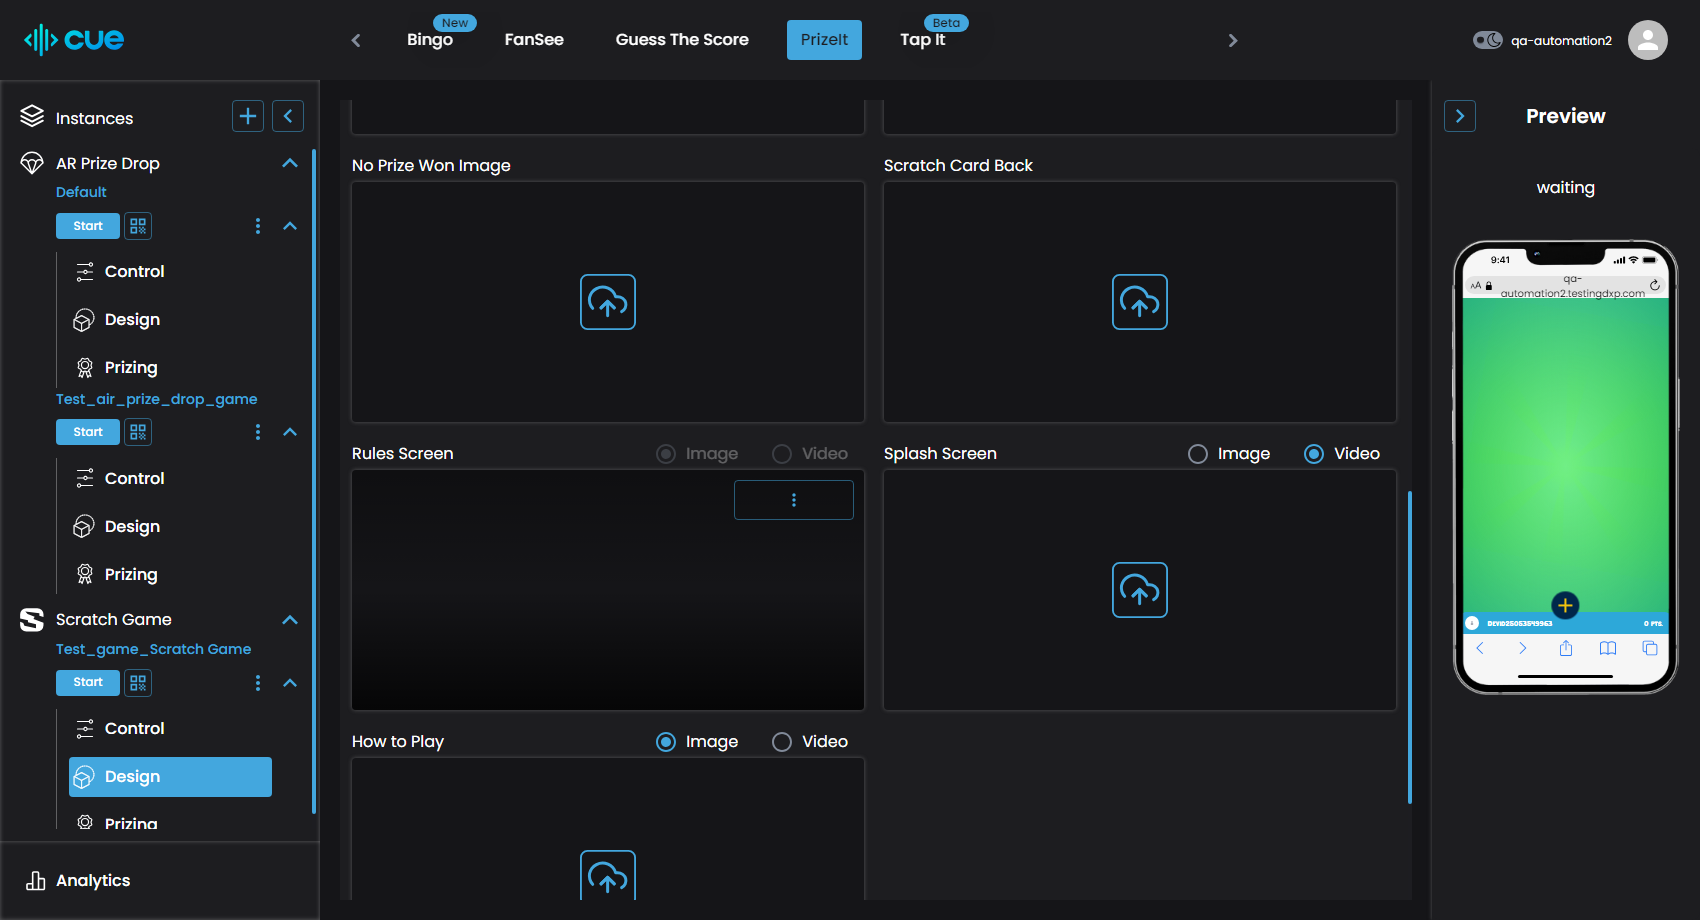 cue
New
Bingo
FanSee
Guess The Score
PrizeIt
Beta
Tap It
qa-automation2
Instances
AR Prize Drop
Default
Start
Control
Design
Prizing
Test_air_prize_drop_game
Start
Control
Design
Prizing
Scratch Game
Test_game_Scratch Game
Start
Control
Design
Prizing
Analytics
No Prize Won Image
Scratch Card Back
Rules Screen
Image
Video
Splash Screen
Image
Video
How to Play
Image
Video
Preview
waiting
9:41
AA
qa-
automation2.testingdxp.com
0 PTS.